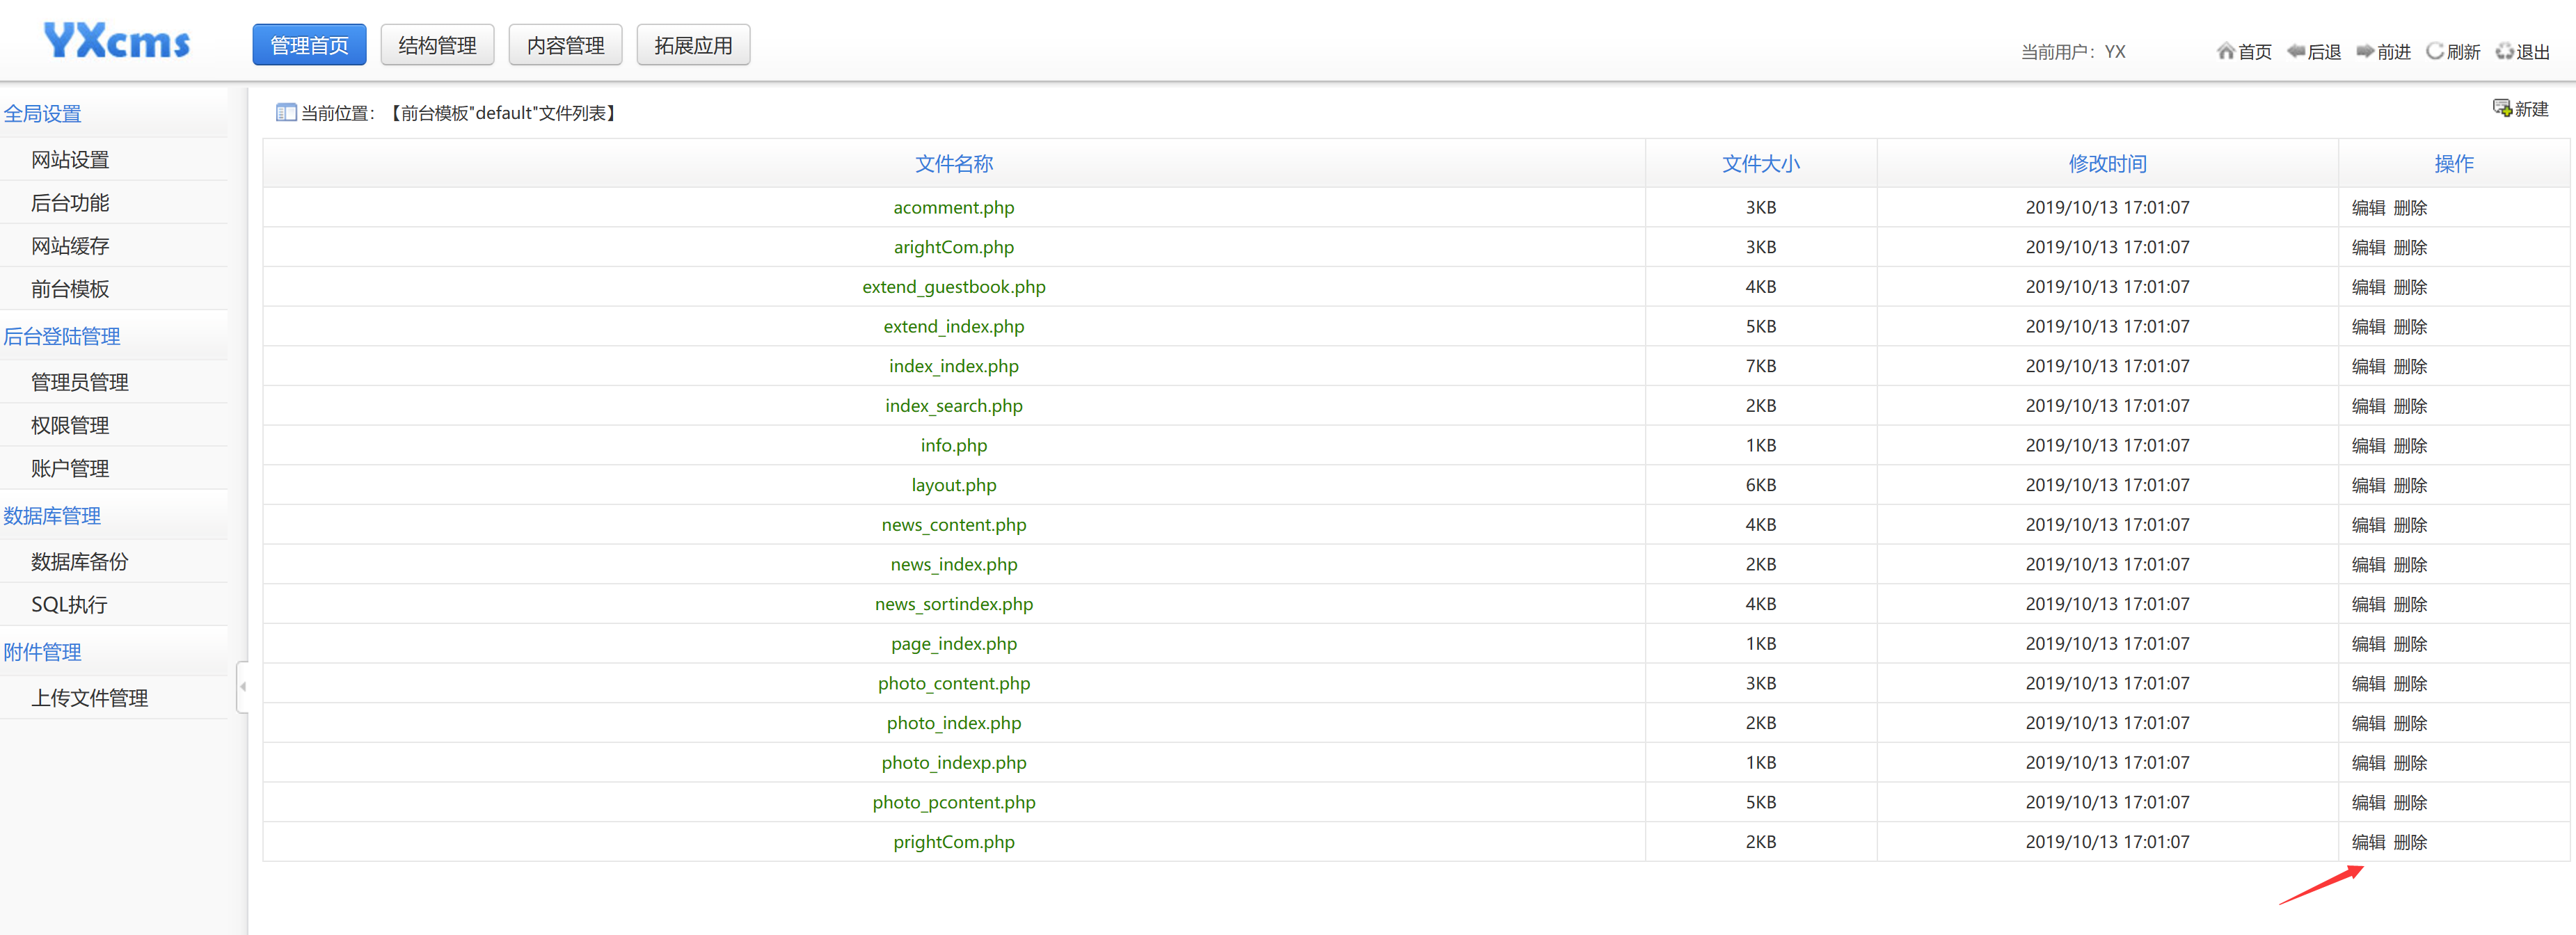 YXcms 管理首页 结构管理 内容管理 拓展应用 当前用户：YX 首页 后退 前进 刷新 退出
全局设置
网站设置
后台功能
网站缓存
前台模板
后台登陆管理
管理员管理
权限管理
账户管理
数据库管理
数据库备份
SQL执行
附件管理
上传文件管理
当前位置：【前台模板"default"文件列表】 新建
文件名称 文件大小 修改时间 操作
acomment.php 3KB 2019/10/13 17:01:07 编辑 删除
arightCom.php 3KB 2019/10/13 17:01:07 编辑 删除
extend_guestbook.php 4KB 2019/10/13 17:01:07 编辑 删除
extend_index.php 5KB 2019/10/13 17:01:07 编辑 删除
index_index.php 7KB 2019/10/13 17:01:07 编辑 删除
index_search.php 2KB 2019/10/13 17:01:07 编辑 删除
info.php 1KB 2019/10/13 17:01:07 编辑 删除
layout.php 6KB 2019/10/13 17:01:07 编辑 删除
news_content.php 4KB 2019/10/13 17:01:07 编辑 删除
news_index.php 2KB 2019/10/13 17:01:07 编辑 删除
news_sortindex.php 4KB 2019/10/13 17:01:07 编辑 删除
page_index.php 1KB 2019/10/13 17:01:07 编辑 删除
photo_content.php 3KB 2019/10/13 17:01:07 编辑 删除
photo_index.php 2KB 2019/10/13 17:01:07 编辑 删除
photo_indexp.php 1KB 2019/10/13 17:01:07 编辑 删除
photo_pcontent.php 5KB 2019/10/13 17:01:07 编辑 删除
prightCom.php 2KB 2019/10/13 17:01:07 编辑 删除